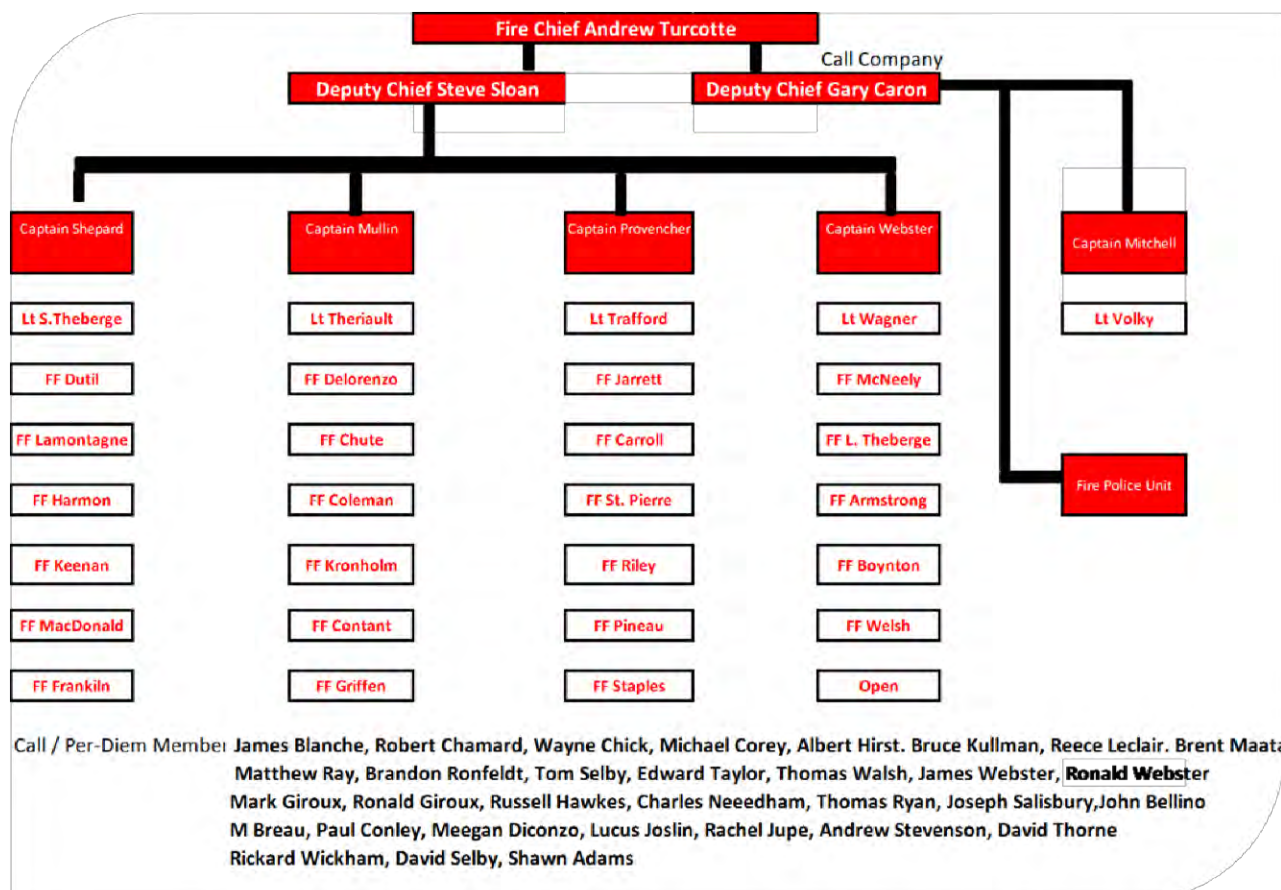 Fire Chief Andrew Turcotte
Call Company
Deputy Chief Steve Sloan
Deputy Chief Gary Caron
Captain Shepard
Captain Mullin
Captain Provencher
Captain Webster
Captain Mitchell
Lt S.Theberge
Lt Theriault
Lt Trafford
Lt Wagner
Lt Volky
FF Dutil
FF Delorenzo
FF Jarrett
FF McNeely
FF Lamontagne
FF Chute
FF Carroll
FF L. Theberge
FF Harmon
FF Coleman
FF St. Pierre
FF Armstrong
Fire Police Unit
FF Keenan
FF Kronholm
FF Riley
FF Boynton
FF MacDonald
FF Contant
FF Pineau
FF Welsh
FF Frankiln
FF Griffen
FF Staples
Open
Call / Per-Diem Member James Blanche, Robert Chamard, Wayne Chick, Michael Corey, Albert Hirst. Bruce Kullman, Reece Leclair. Brent Maata
Matthew Ray, Brandon Ronfeldt, Tom Selby, Edward Taylor, Thomas Walsh, James Webster, Ronald Webster
Mark Giroux, Ronald Giroux, Russell Hawkes, Charles Neeedham, Thomas Ryan, Joseph Salisbury,John Bellino
M Breau, Paul Conley, Meegan Diconzo, Lucus Joslin, Rachel Jupe, Andrew Stevenson, David Thorne
Rickard Wickham, David Selby, Shawn Adams